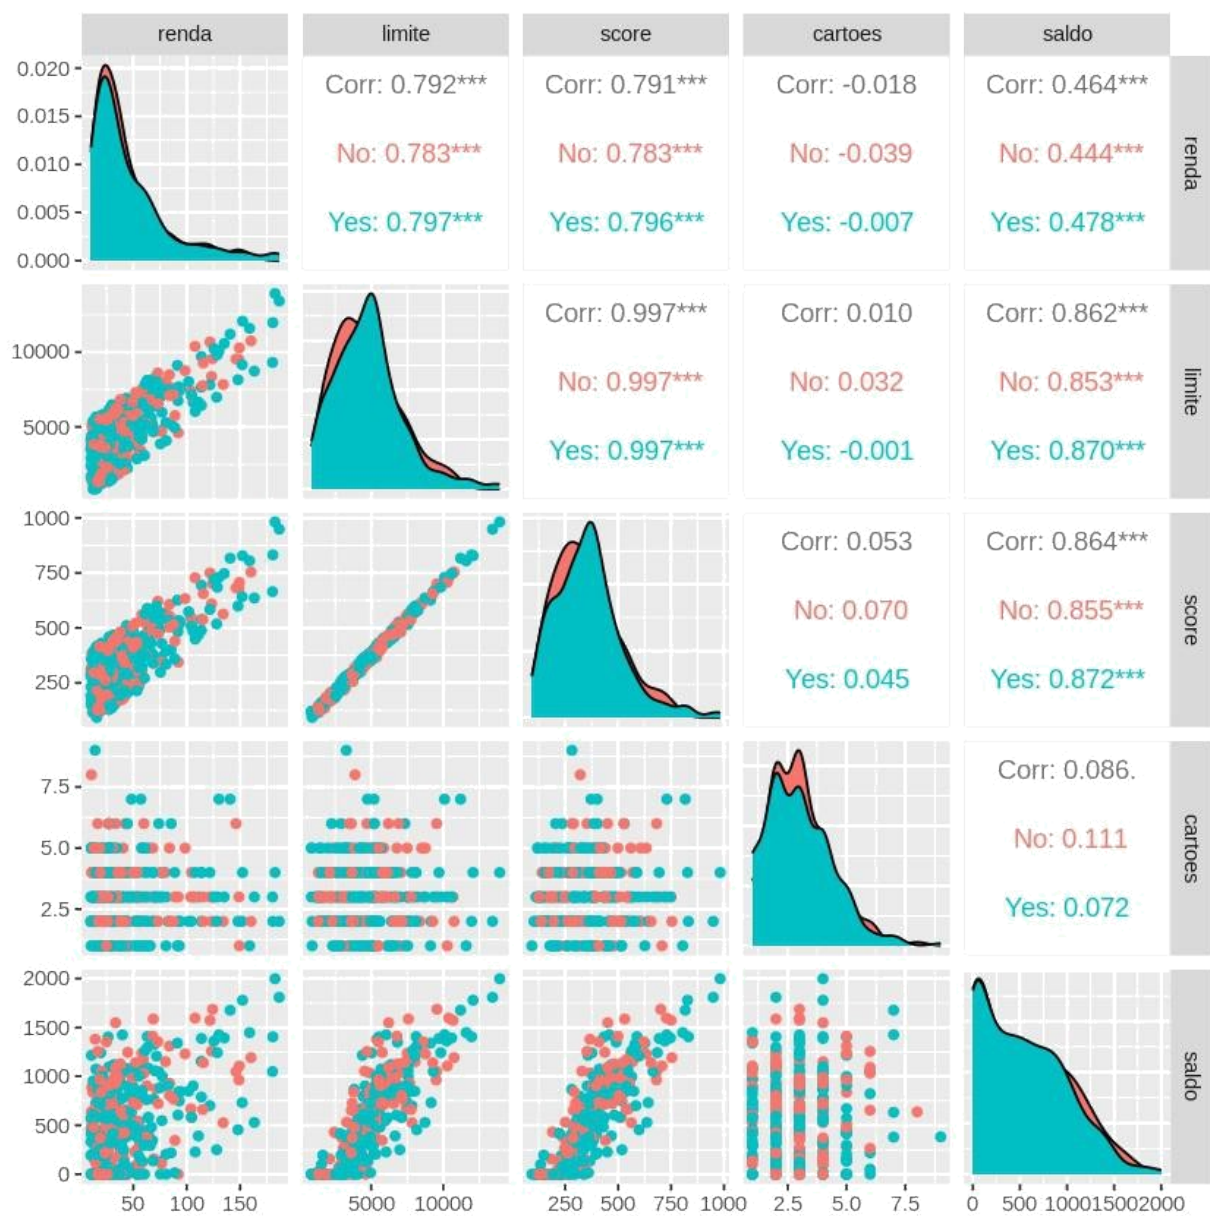 renda limite score cartoes saldo
0.020
0.015
0.010
0.005
0.000
Corr: 0.792*** Corr: 0.791*** Corr: -0.018 Corr: 0.464***
No: 0.783*** No: 0.783*** No: -0.039 No: 0.444***
Yes: 0.797*** Yes: 0.796*** Yes: -0.007 Yes: 0.478***
renda
10000
5000
Corr: 0.997*** Corr: 0.010 Corr: 0.862***
No: 0.997*** No: 0.032 No: 0.853***
Yes: 0.997*** Yes: -0.001 Yes: 0.870***
limite
1000
750
500
250
Corr: 0.053 Corr: 0.864***
No: 0.070 No: 0.855***
Yes: 0.045 Yes: 0.872***
score
7.5
5.0
2.5
Corr: 0.086.
No: 0.111
Yes: 0.072
cartoes
2000
1500
1000
500
0
saldo
50 100 150 5000 10000 250 500 750 1000 2.5 5.0 7.5 0 500 1000 1500 2000